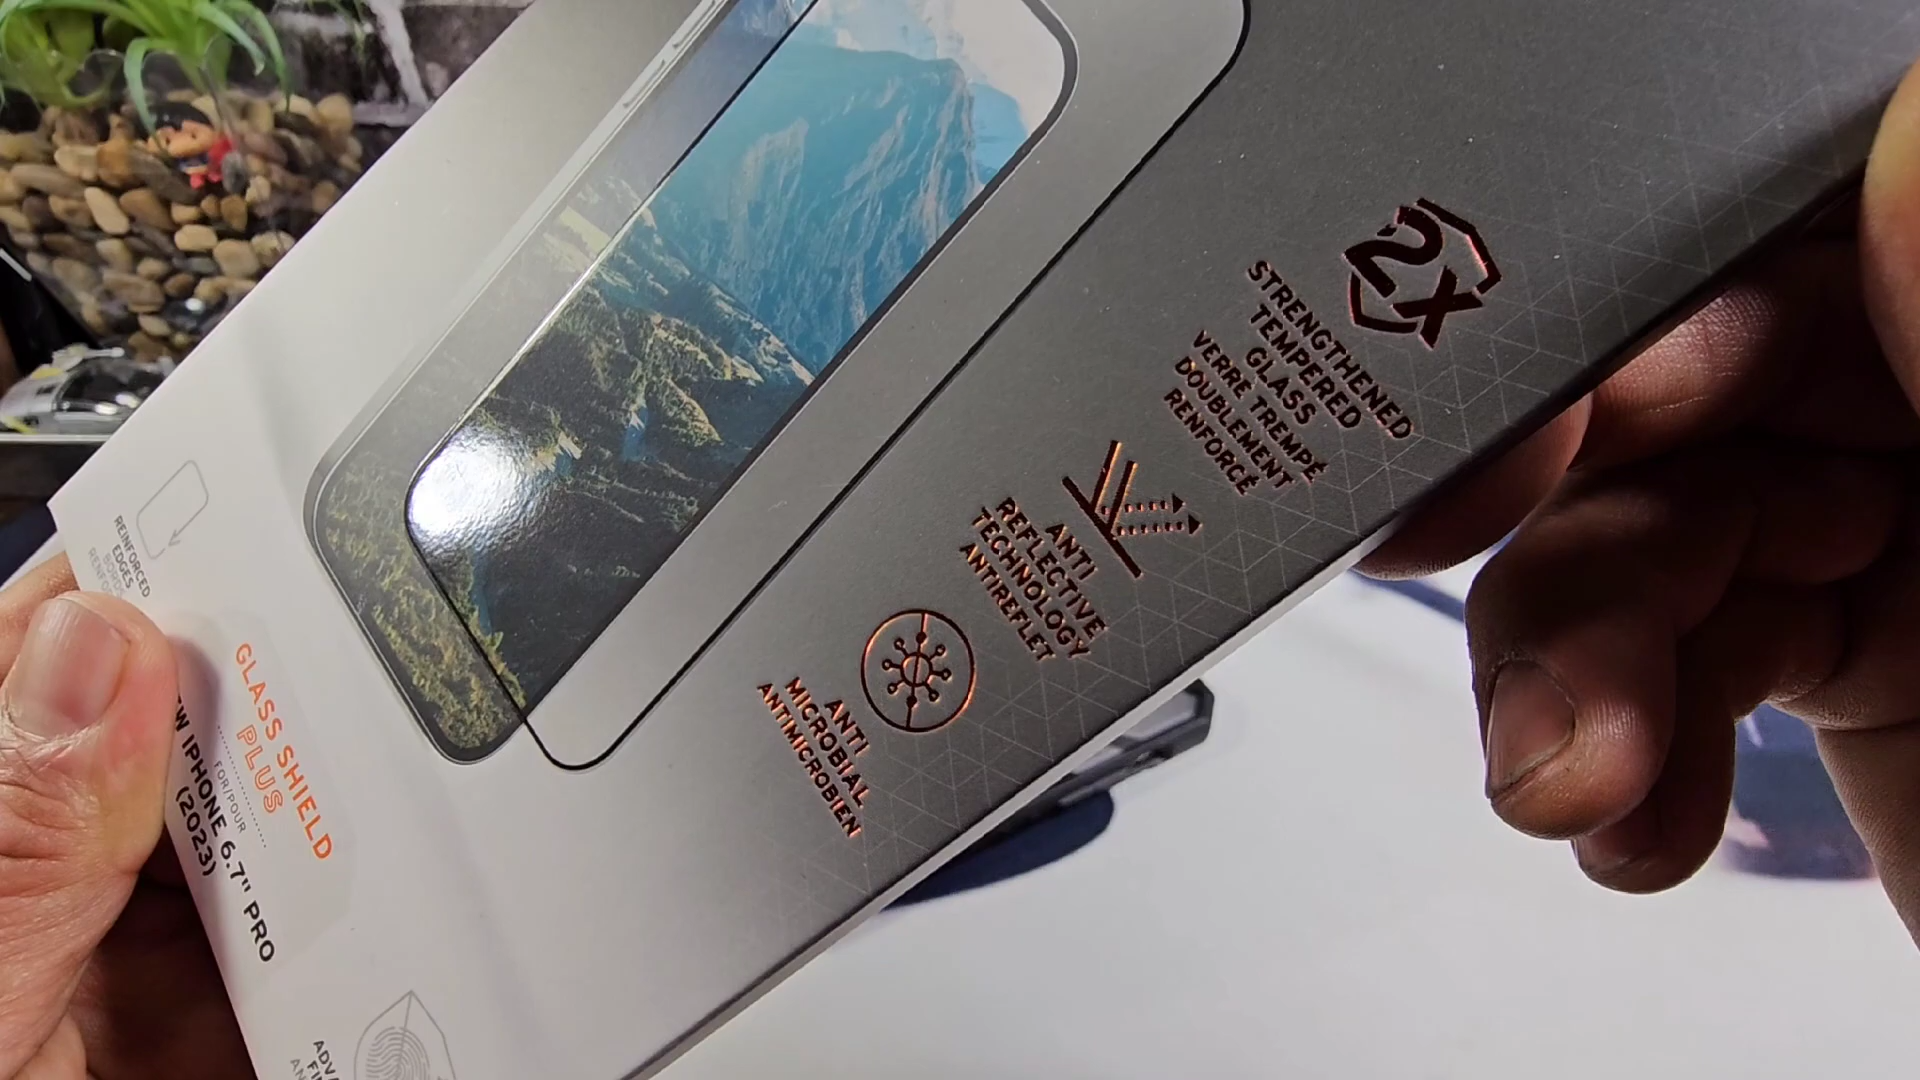 2X
STRENGTHENED
TEMPERED
GLASS
VERRE TREMPÉ
DOUBLEMENT
RENFORCÉ
ANTI
REFLECTIVE
TECHNOLOGY
ANTIREFLET
ANTI
MICROBIAL
ANTIMICROBIEN
REINFORCED
EDGES
GLASS SHIELD
PLUS
FOR/POUR
IPHONE 6.7" PRO
(2023)